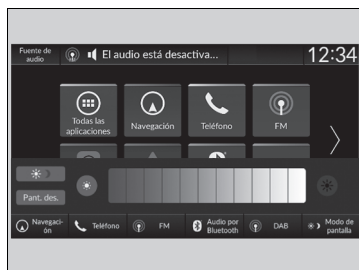 Fuente de
audio
El audio está desactiva...
12:34
Todas las
aplicaciones
Navegación
Teléfono
FM
Pant. des.
Navegaci-
ón
Teléfono
FM
Audio por
Bluetooth
DAB
Modo de
pantalla